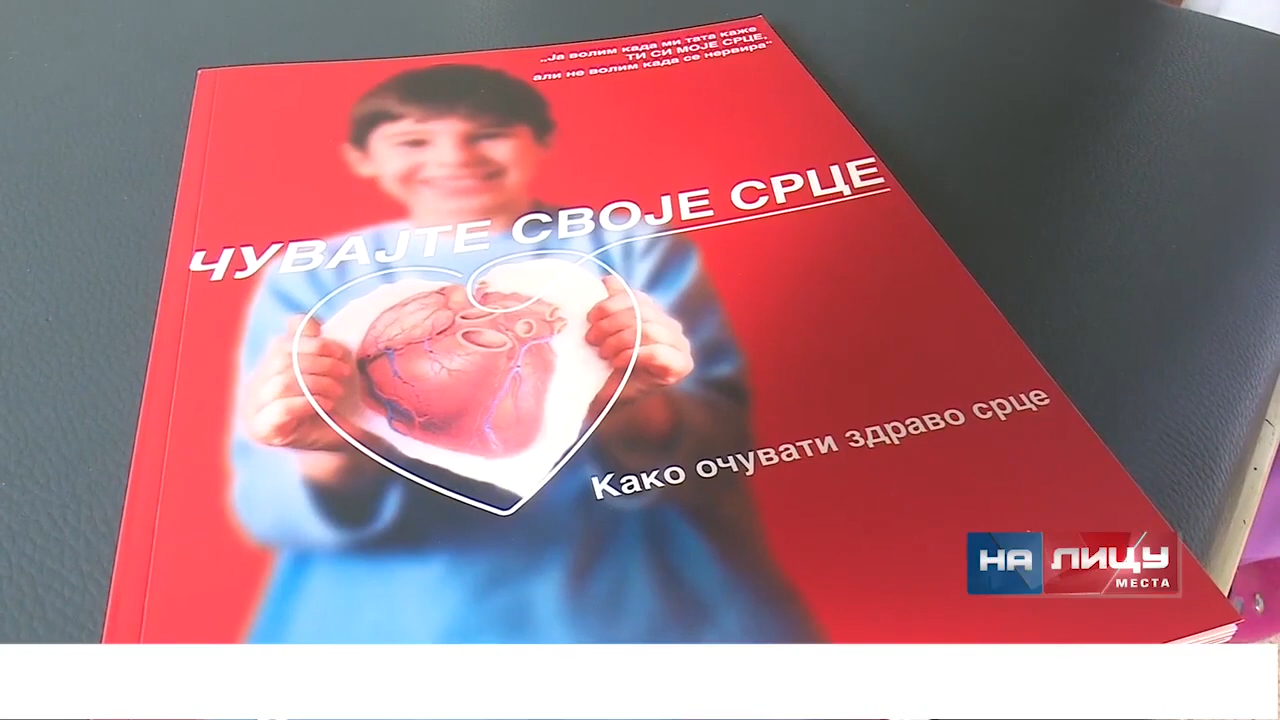 „Ја волим када ми тата каже
ТИ СИ МОЈЕ СРЦЕ,
али не волим када се нервира“
ЧУВАЈТЕ СВОЈЕ СРЦЕ
Како очувати здраво срце
НА ЛИЦУ
МЕСТА